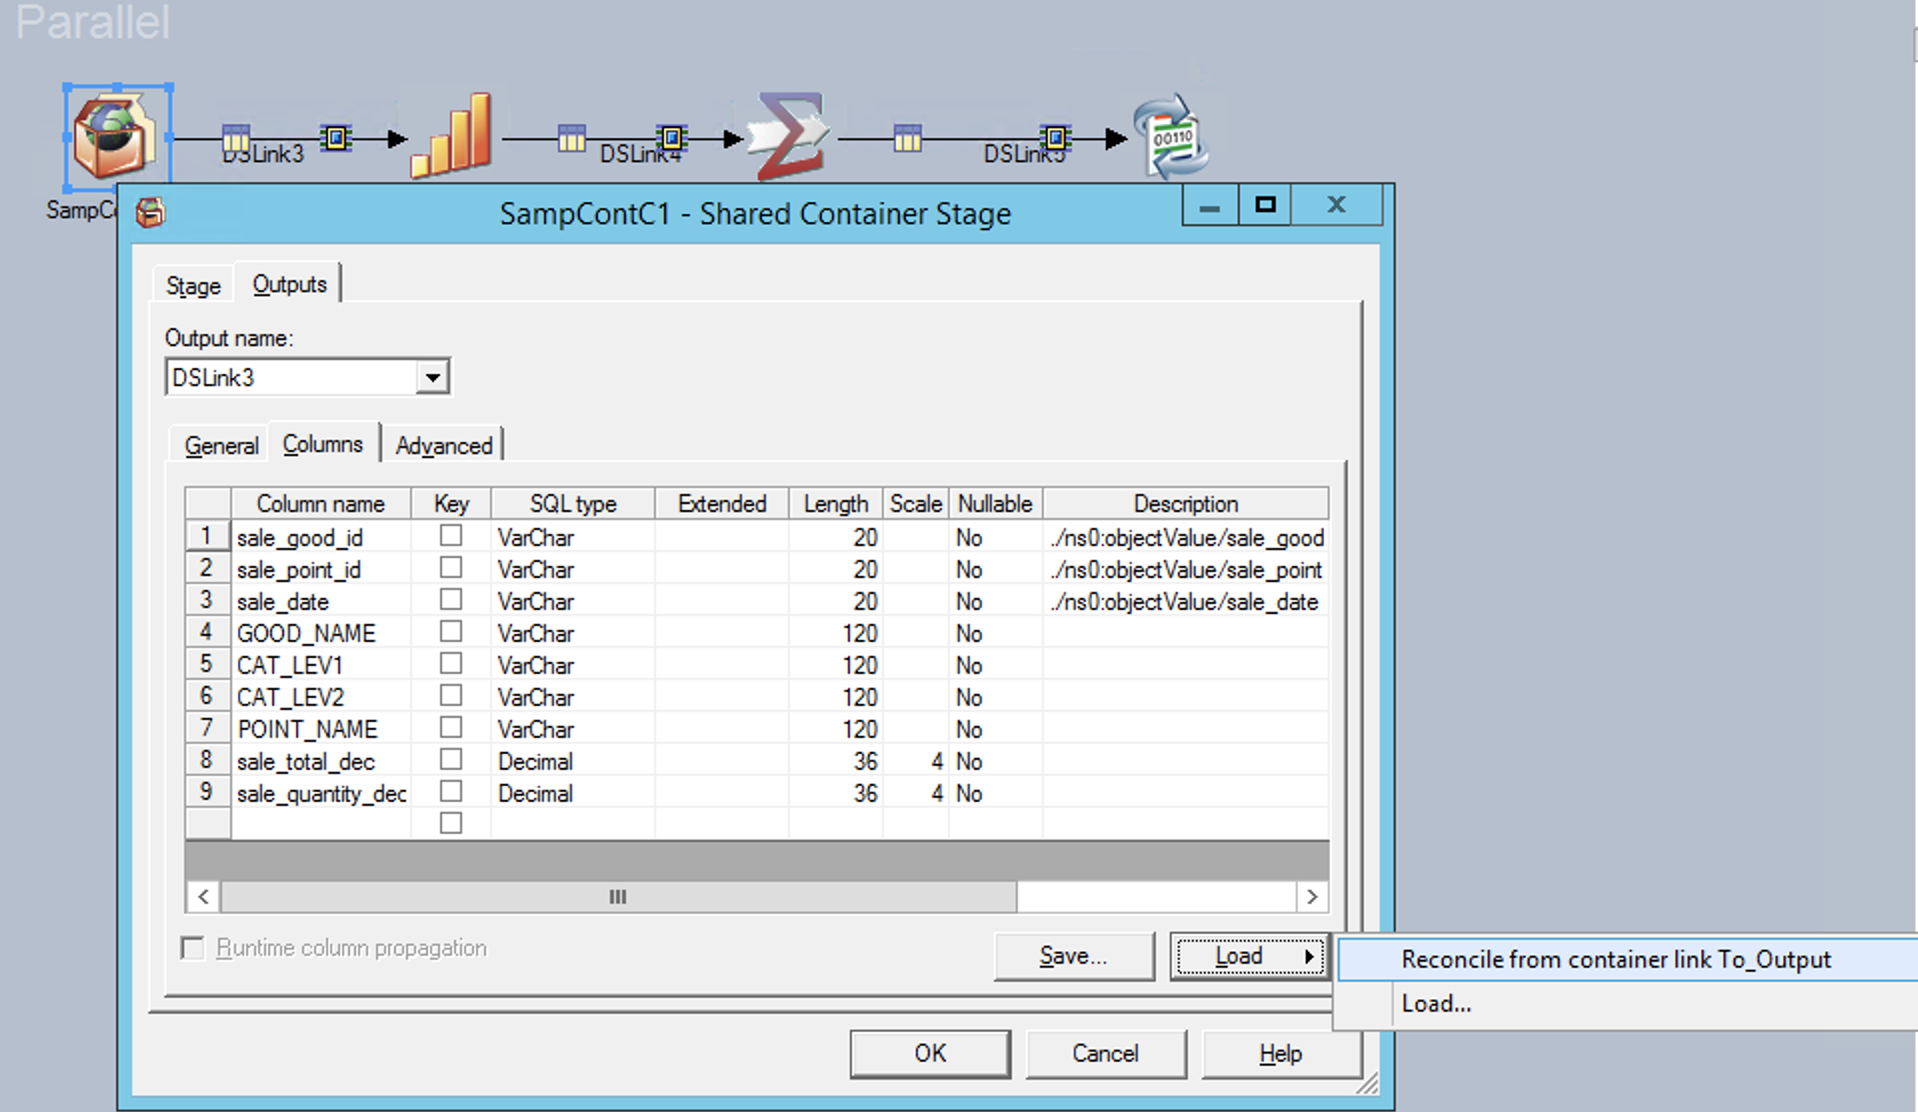 Parallel
DSLink3 DSLink4 DSLink5
00110
SampCo
SampContC1 - Shared Container Stage
Stage Outputs
Output name:
DSLink3
General Columns Advanced
Column name Key SQL type Extended Length Scale Nullable Description
1 sale_good_id VarChar 20 No ./ns0:objectValue/sale_good
2 sale_point_id VarChar 20 No ./ns0:objectValue/sale_point
3 sale_date VarChar 20 No ./ns0:objectValue/sale_date
4 GOOD_NAME VarChar 120 No
5 CAT_LEV1 VarChar 120 No
6 CAT_LEV2 VarChar 120 No
7 POINT_NAME VarChar 120 No
8 sale_total_dec Decimal 36 4 No
9 sale_quantity_dec Decimal 36 4 No
Runtime column propagation Save... Load
Reconcile from container link To_Output
Load...
OK Cancel Help